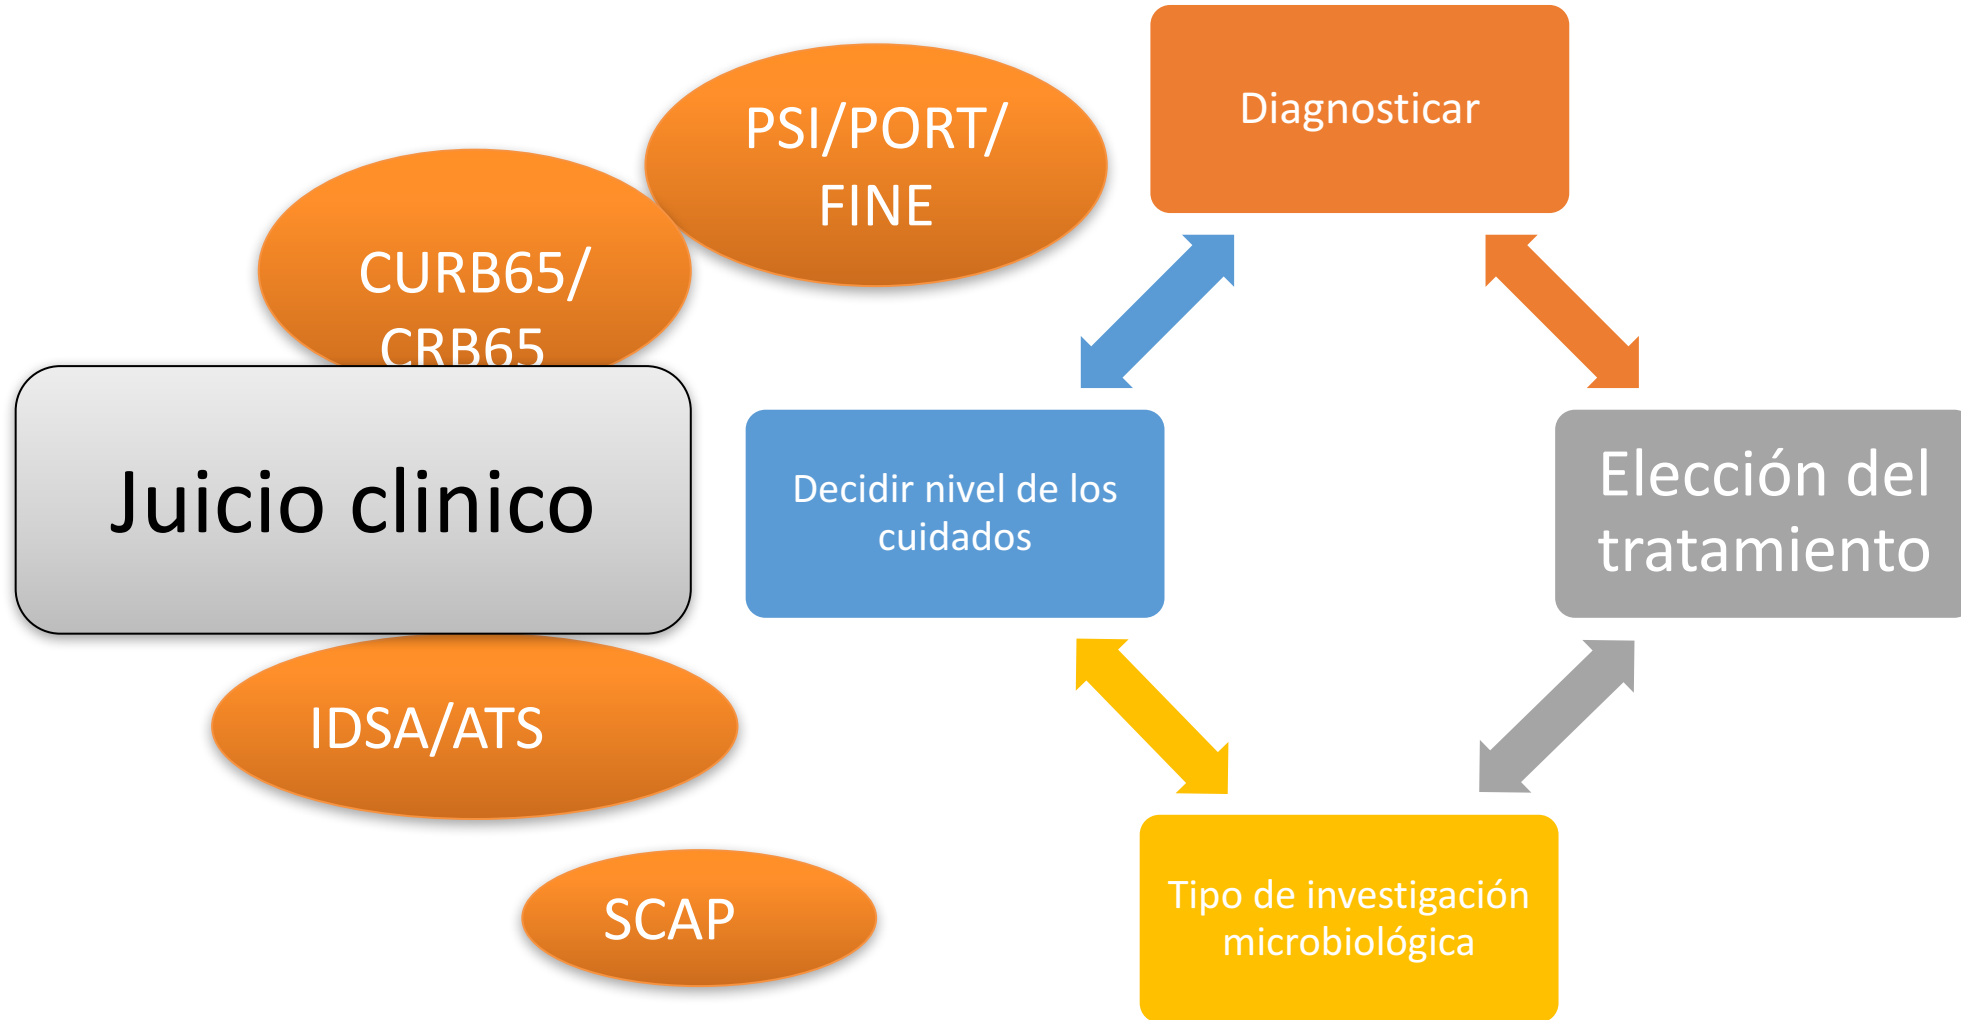 PSI/PORT/
FINE
CURB65/
CRB65
Juicio clinico
IDSA/ATS
SCAP
Diagnosticar
Decidir nivel de los
cuidados
Elección del
tratamiento
Tipo de investigación
microbiológica